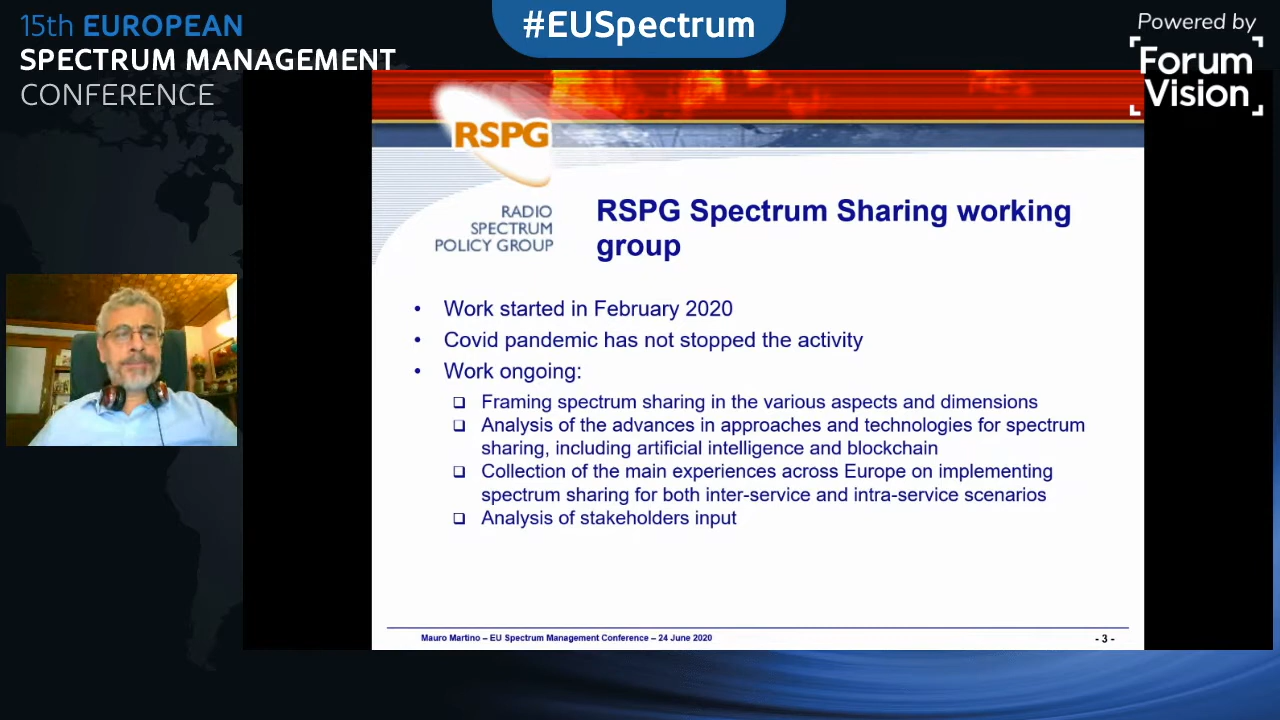 15th EUROPEAN
SPECTRUM MANAGEMENT
CONFERENCE
#EUSpectrum
Powered by
Forum
Vision
RSPG
RADIO
SPECTRUM
POLICY GROUP
RSPG Spectrum Sharing working
group
• Work started in February 2020
• Covid pandemic has not stopped the activity
• Work ongoing:
❑ Framing spectrum sharing in the various aspects and dimensions
❑ Analysis of the advances in approaches and technologies for spectrum
sharing, including artificial intelligence and blockchain
❑ Collection of the main experiences across Europe on implementing
spectrum sharing for both inter-service and intra-service scenarios
❑ Analysis of stakeholders input
Mauro Martino – EU Spectrum Management Conference – 24 June 2020
- 3 -